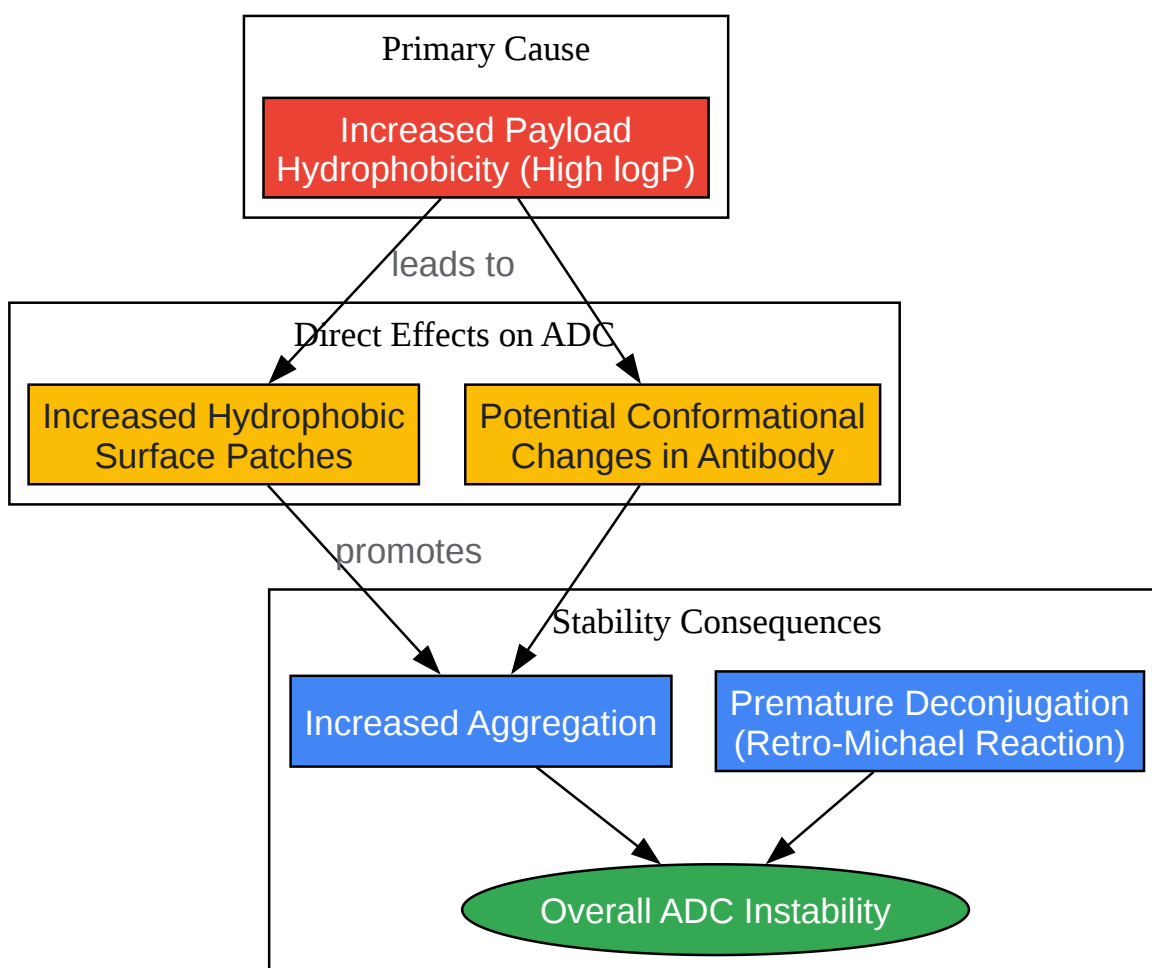 Primary Cause
Increased Payload
Hydrophobicity (High logP)
leads to
Direct Effects on ADC
Increased Hydrophobic
Surface Patches
Potential Conformational
Changes in Antibody
promotes
Stability Consequences
Increased Aggregation
Premature Deconjugation
(Retro-Michael Reaction)
Overall ADC Instability